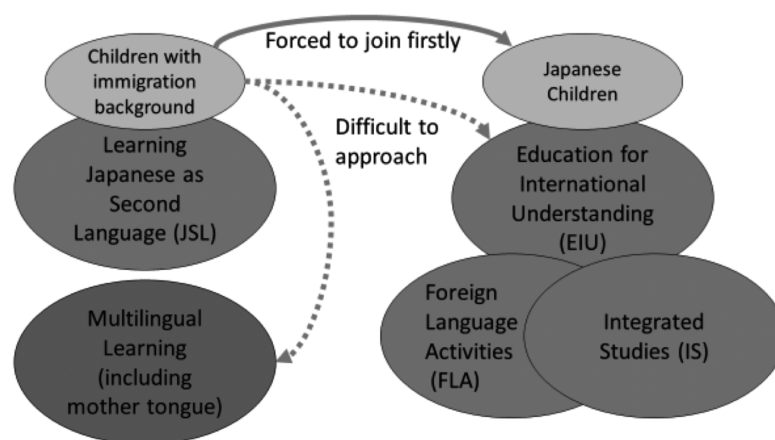 Forced to join firstly
Children with
immigration
background
Japanese
Children
Difficult to
approach
Learning
Japanese as
Second
Language (JSL)
Education for
International
Understanding
(EIU)
Multilingual
Learning
(including
mother tongue)
Foreign
Language
Activities
(FLA)
Integrated
Studies (IS)